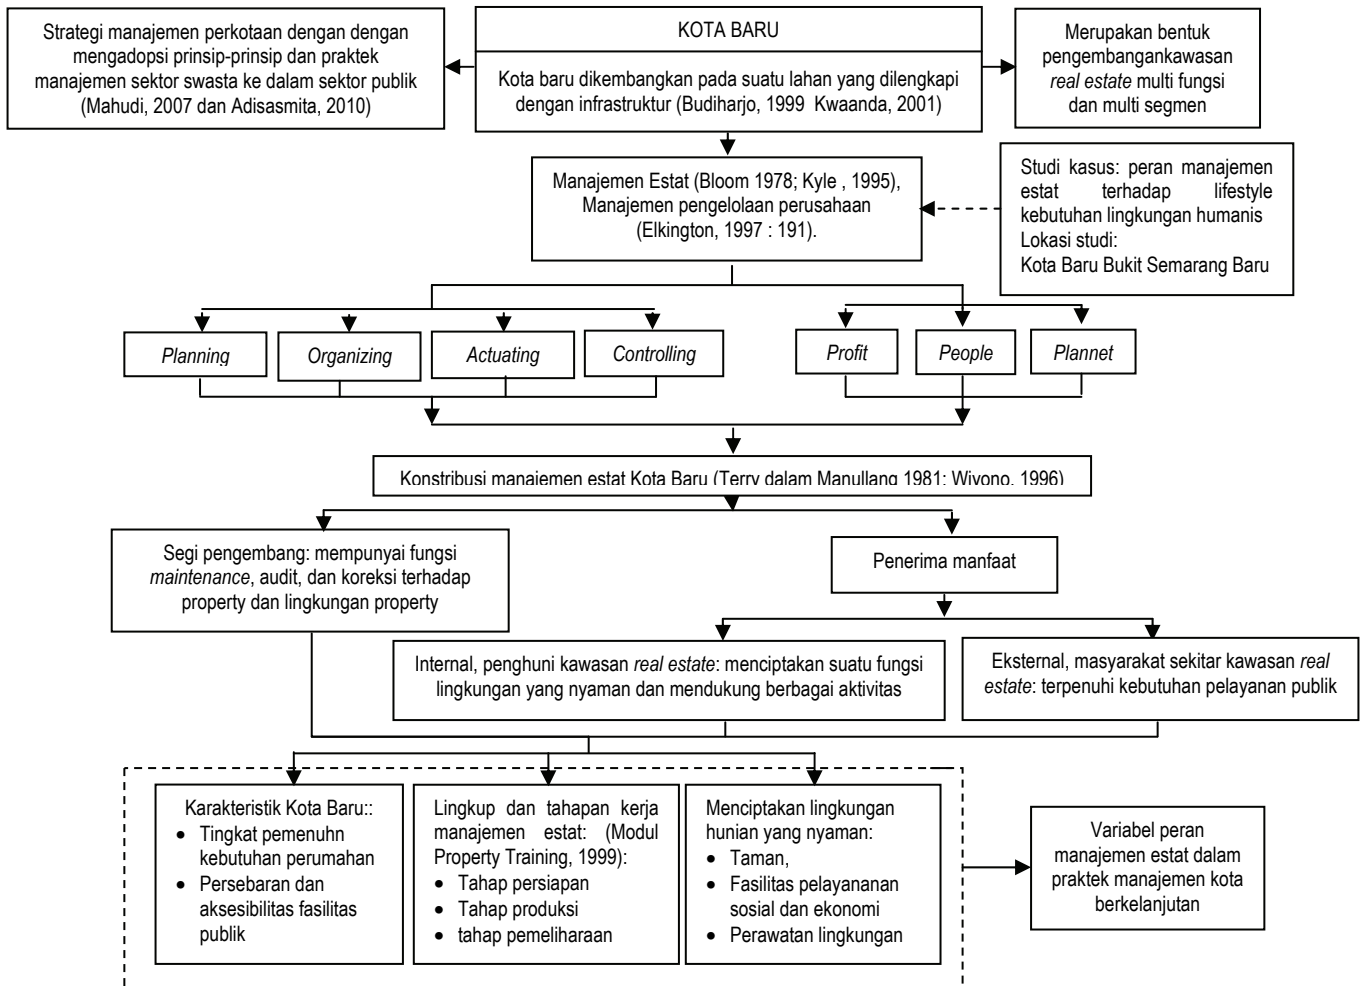 Strategi manajemen perkotaan dengan dengan
mengadopsi prinsip-prinsip dan praktek
manajemen sektor swasta ke dalam sektor publik
(Mahudi, 2007 dan Adisasmita, 2010)
KOTA BARU
Kota baru dikembangkan pada suatu lahan yang dilengkapi
dengan infrastruktur (Budiharjo, 1999 Kwaanda, 2001)
Merupakan bentuk
pengembangankawasan
real estate multi fungsi
dan multi segmen
Manajemen Estat (Bloom 1978; Kyle , 1995),
Manajemen pengelolaan perusahaan
(Elkington, 1997 : 191).
Studi kasus: peran manajemen
estat terhadap lifestyle
kebutuhan lingkungan humanis
Lokasi studi:
Kota Baru Bukit Semarang Baru
Planning
Organizing
Actuating
Controlling
Profit
People
Plannet
Konstribusi manajemen estat Kota Baru (Terry dalam Manullang 1981; Wiyono, 1996)
Segi pengembang: mempunyai fungsi
maintenance, audit, dan koreksi terhadap
property dan lingkungan property
Penerima manfaat
Internal, penghuni kawasan real estate: menciptakan suatu fungsi
lingkungan yang nyaman dan mendukung berbagai aktivitas
Eksternal, masyarakat sekitar kawasan real
estate: terpenuhi kebutuhan pelayanan publik
Karakteristik Kota Baru::
• Tingkat pemenuhn
kebutuhan perumahan
• Persebaran dan
aksesibilitas fasilitas
publik
Lingkup dan tahapan kerja
manajemen estat: (Modul
Property Training, 1999):
• Tahap persiapan
• Tahap produksi
• tahap pemeliharaan
Menciptakan lingkungan
hunian yang nyaman:
• Taman,
• Fasilitas pelayananan
sosial dan ekonomi
• Perawatan lingkungan
Variabel peran
manajemen estat dalam
praktek manajemen kota
berkelanjutan